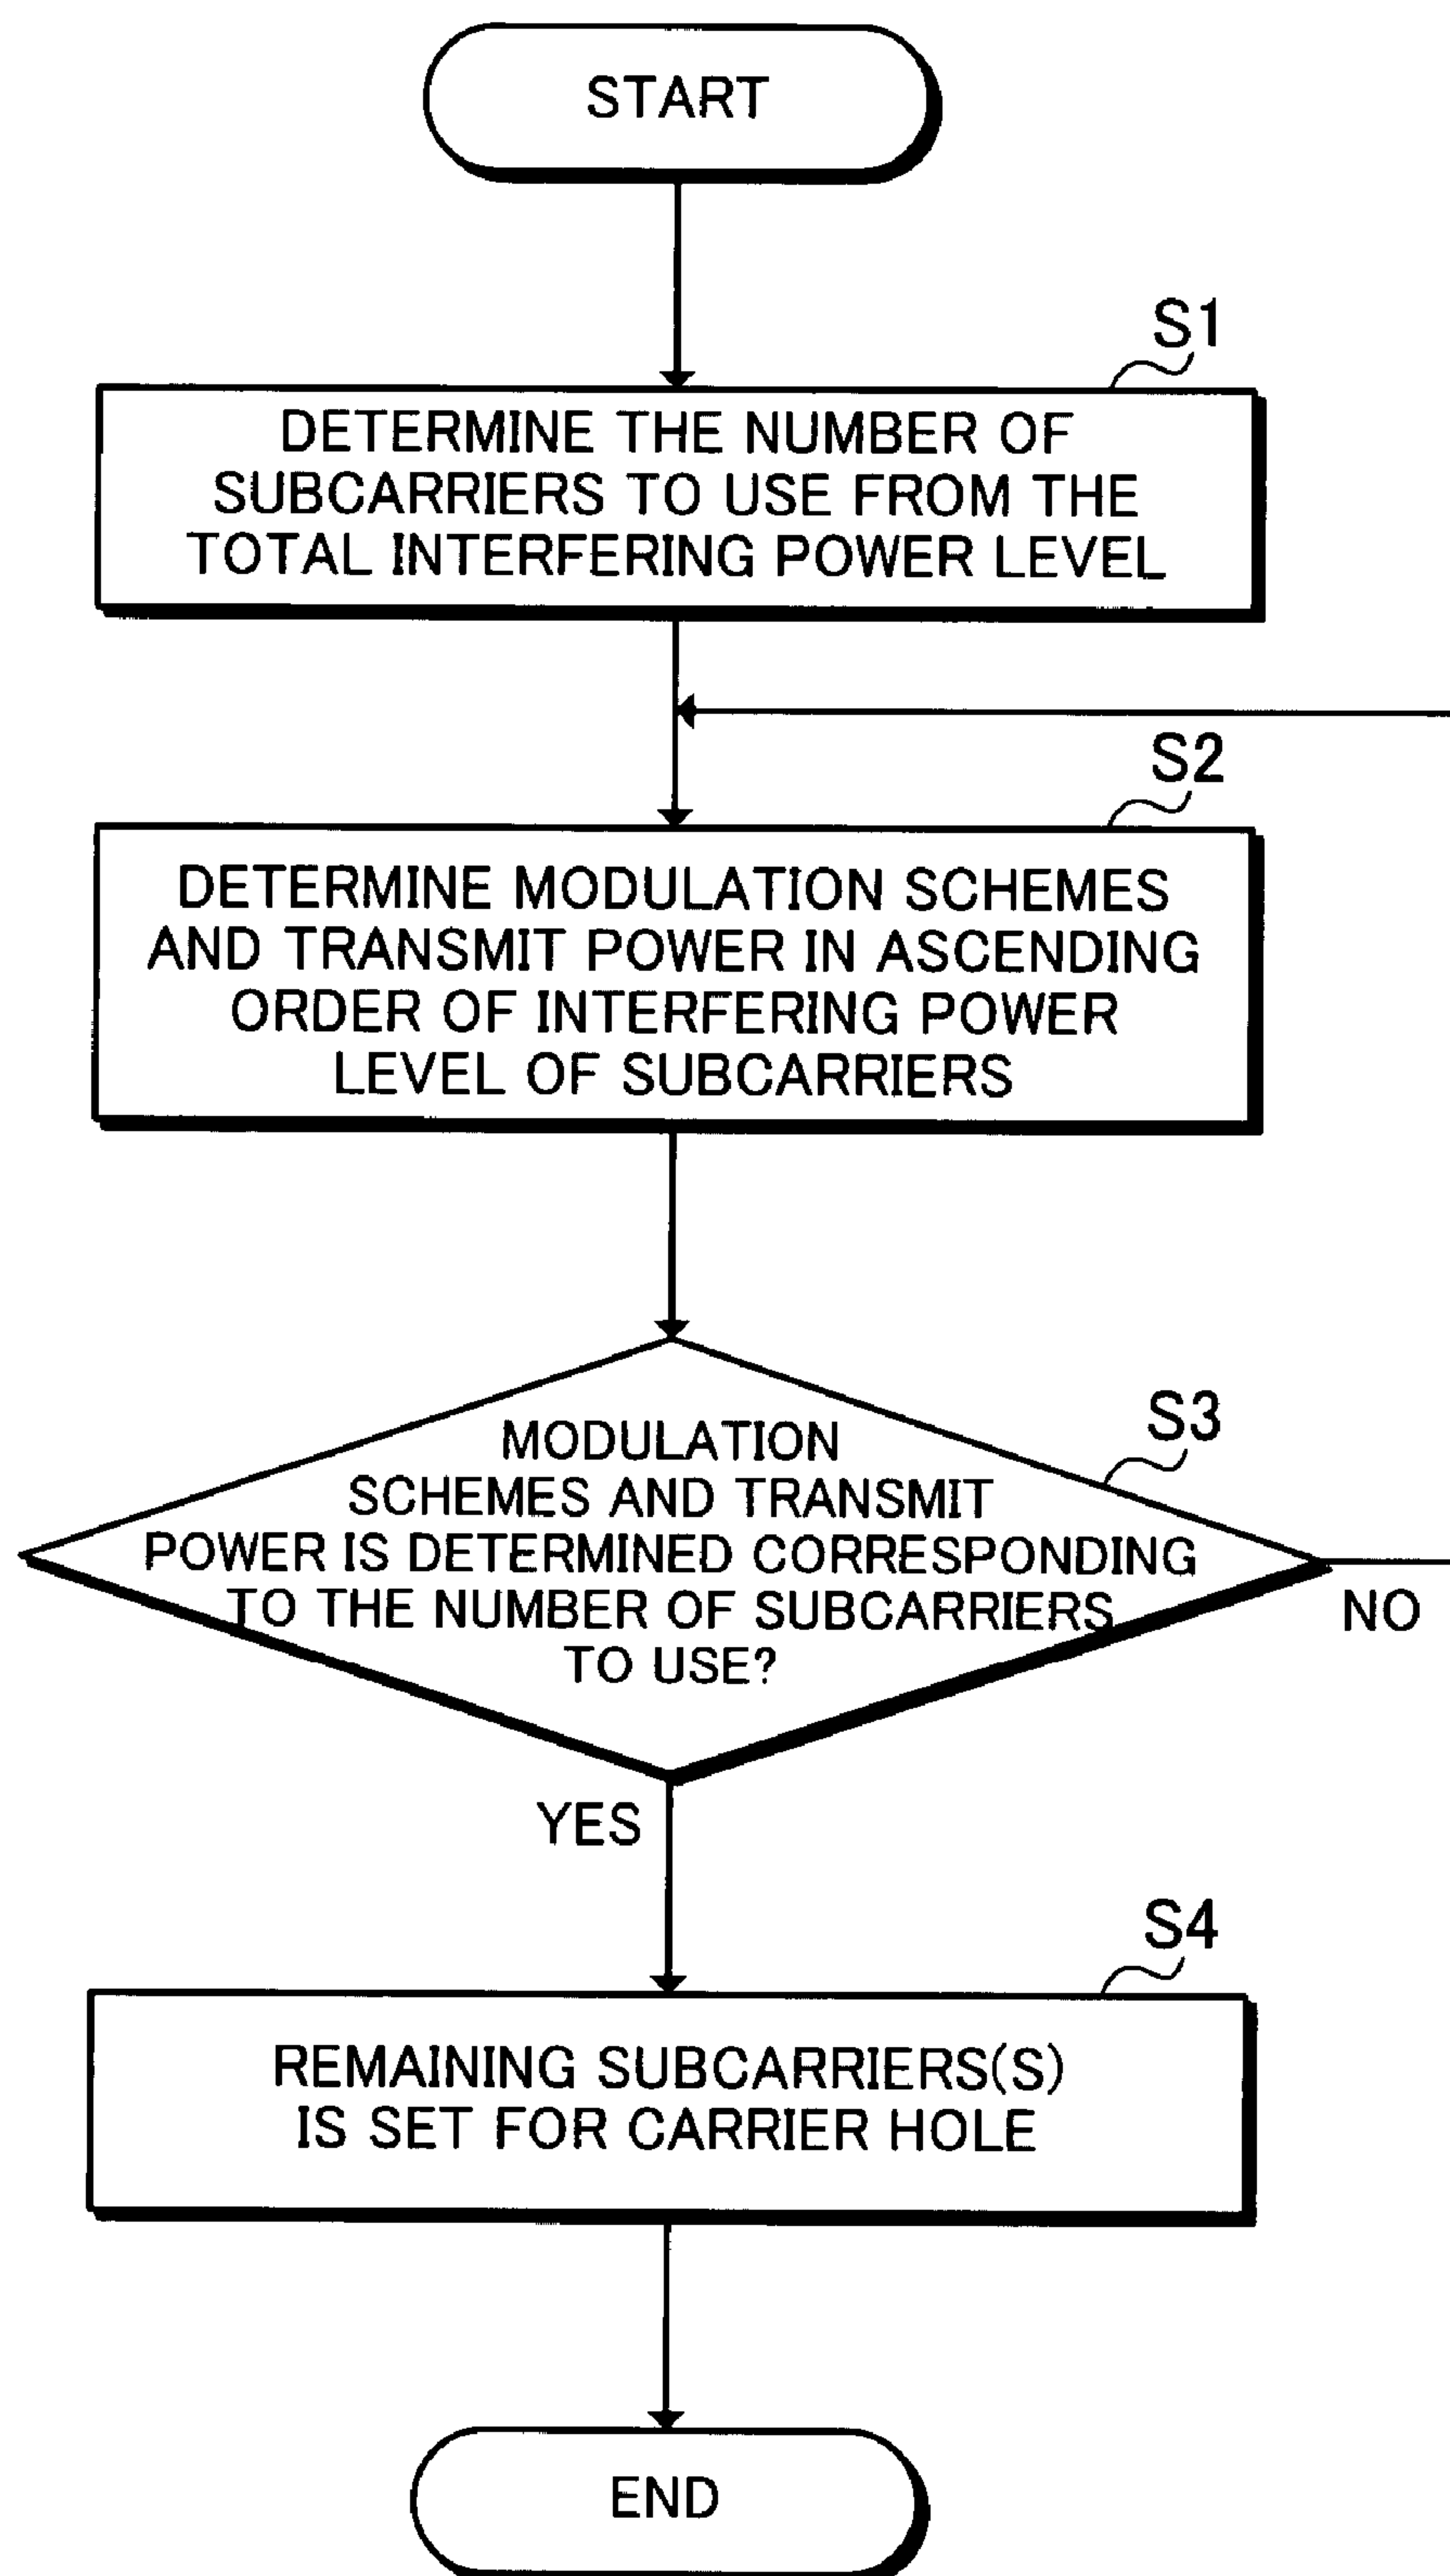 START
S1
DETERMINE THE NUMBER OF
SUBCARRIERS TO USE FROM THE
TOTAL INTERFERING POWER LEVEL
S2
DETERMINE MODULATION SCHEMES
AND TRANSMIT POWER IN ASCENDING
ORDER OF INTERFERING POWER
LEVEL OF SUBCARRIERS
S3
MODULATION
SCHEMES AND TRANSMIT
POWER IS DETERMINED CORRESPONDING
TO THE NUMBER OF SUBCARRIERS
TO USE?
NO
YES
S4
REMAINING SUBCARRIERS(S)
IS SET FOR CARRIER HOLE
END